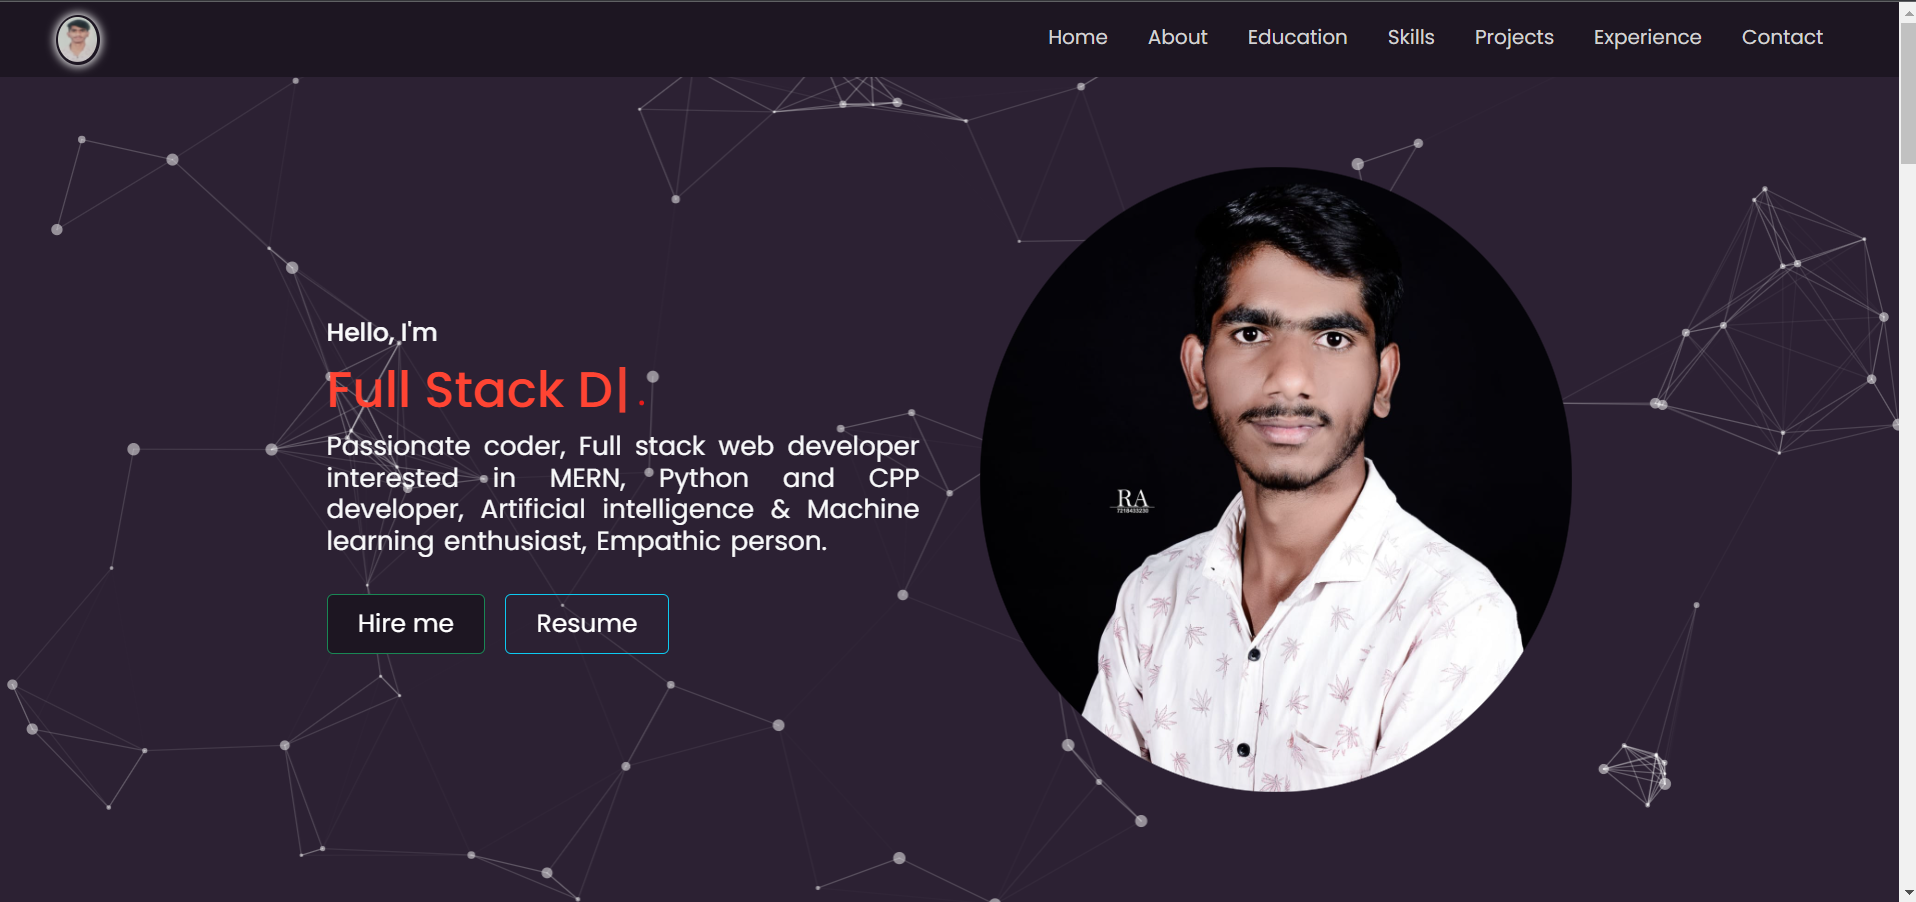 Home About Education Skills Projects Experience Contact
Hello, I'm
Full Stack D| .
Passionate coder, Full stack web developer
interested in MERN, Python and CPP
developer, Artificial intelligence & Machine
learning enthusiast, Empathic person.
Hire me Resume
RA
7218433230